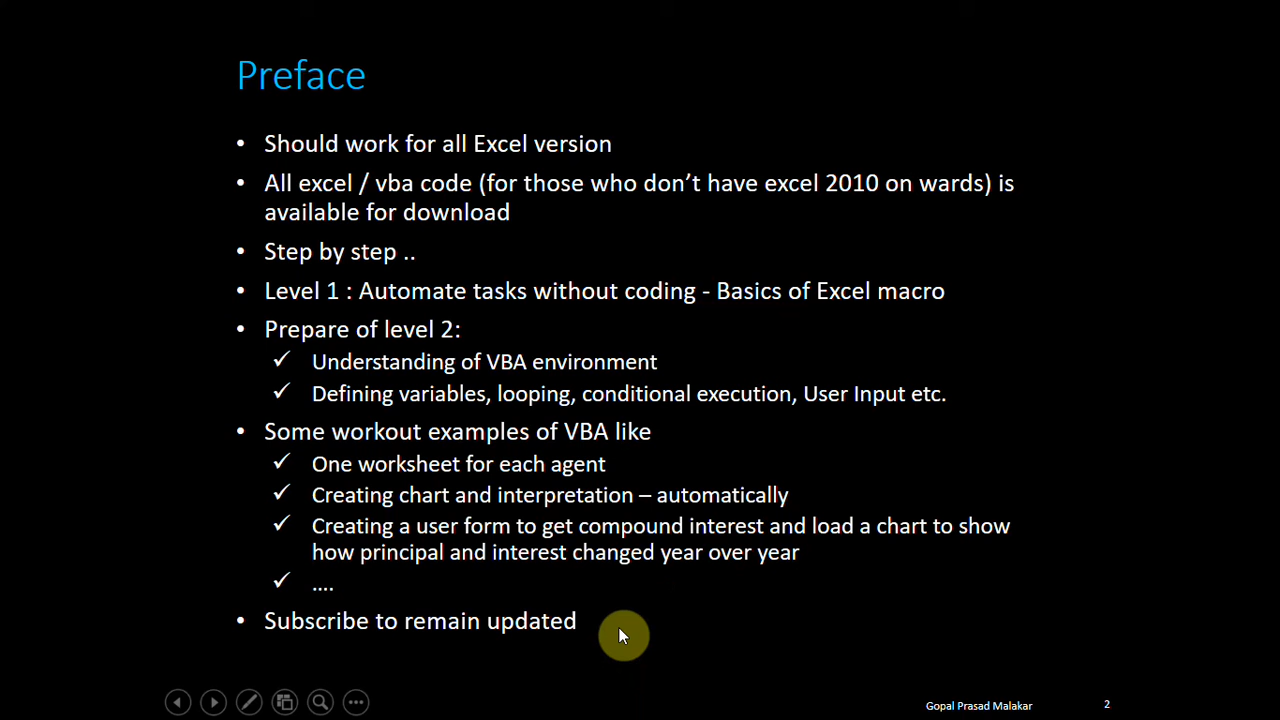 Preface
• Should work for all Excel version
• All excel / vba code (for those who don’t have excel 2010 on wards) is
available for download
• Step by step ..
• Level 1 : Automate tasks without coding - Basics of Excel macro
• Prepare of level 2:
✓ Understanding of VBA environment
✓ Defining variables, looping, conditional execution, User Input etc.
• Some workout examples of VBA like
✓ One worksheet for each agent
✓ Creating chart and interpretation – automatically
✓ Creating a user form to get compound interest and load a chart to show
how principal and interest changed year over year
✓ ....
• Subscribe to remain updated
Gopal Prasad Malakar 2